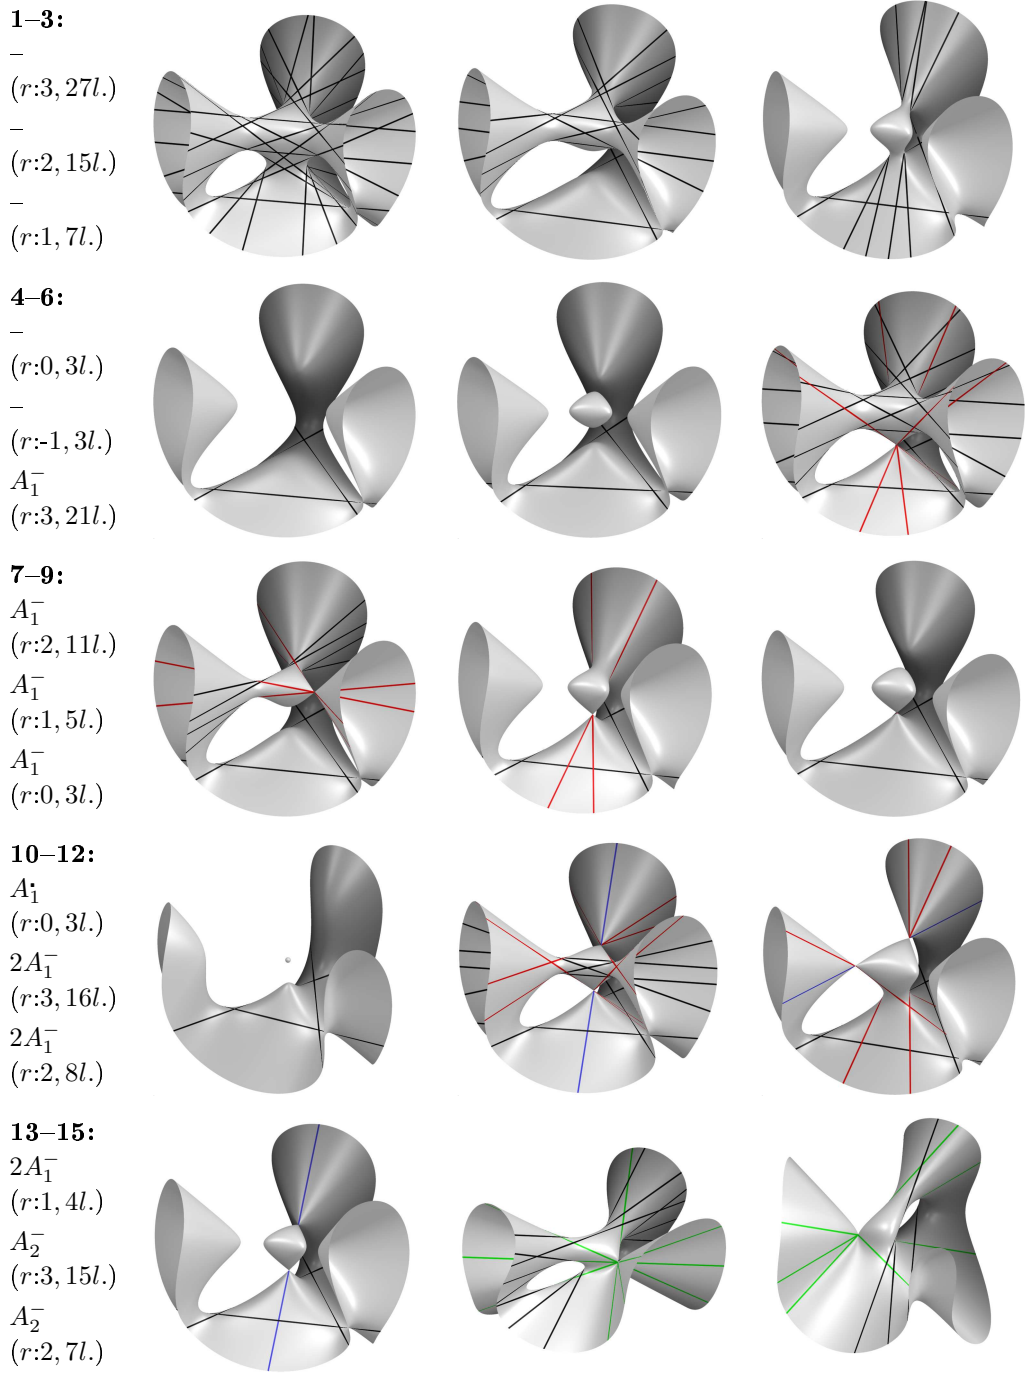 1–3:
–
(r:3, 27l.)
–
(r:2, 15l.)
–
(r:1, 7l.)
4–6:
–
(r:0, 3l.)
–
(r:-1, 3l.)
A₁⁻
(r:3, 21l.)
7–9:
A₁⁻
(r:2, 11l.)
A₁⁻
(r:1, 5l.)
A₁⁻
(r:0, 3l.)
10–12:
A₁^•
(r:0, 3l.)
2A₁⁻
(r:3, 16l.)
2A₁⁻
(r:2, 8l.)
13–15:
2A₁⁻
(r:1, 4l.)
A₂⁻
(r:3, 15l.)
A₂⁻
(r:2, 7l.)